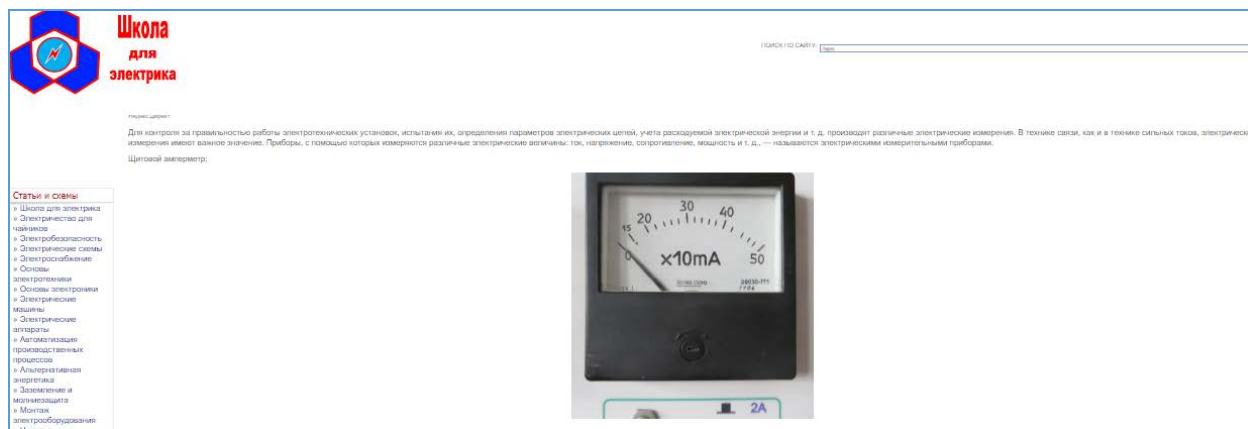 Школа
для
электрика
ПОИСК ПО САЙТУ:
Для контроля за правильностью работы электротехнических установок, испытания их, определения параметров электрических цепей, учета расходуемой электрической энергии и т. д. производят различные электрические измерения. В технике связи, как и в технике сильных токов, электрические
измерения имеют важное значение. Приборы, с помощью которых измеряются различные электрические величины: ток, напряжение, сопротивление, мощность и т. д., — называются электрическими измерительными приборами.
Щитовой амперметр:
Статьи и схемы
» Школа для электрика
» Электричество для
чайников
» Электробезопасность
» Электрические схемы
» Электроснабжение
» Основы
электротехники
» Основы электроники
» Электрические
машины
» Электрические
аппараты
» Автоматизация
производственных
процессов
» Альтернативная
энергетика
» Заземление и
молниезащита
» Монтаж
электрооборудования
0 15 20 30 40 50
x10mA
2A